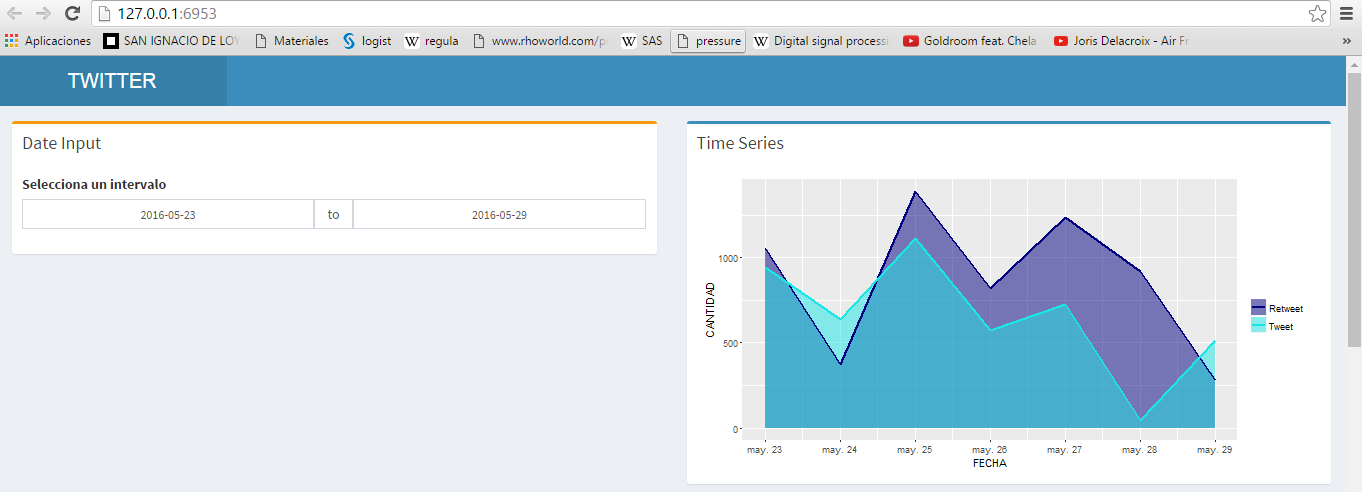 127.0.0.1:6953
Aplicaciones SAN IGNACIO DE LOY Materiales logist regula www.rhoworld.com/p SAS pressure Digital signal processi Goldroom feat. Chela Joris Delacroix - Air Fr »
TWITTER
Date Input
Selecciona un intervalo
2016-05-23 to 2016-05-29
Time Series
CANTIDAD
1000
500
0
may. 23 may. 24 may. 25 may. 26 may. 27 may. 28 may. 29
FECHA
Retweet
Tweet